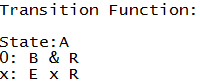 Transition Function:
State:A
0: B & R
x: E x R